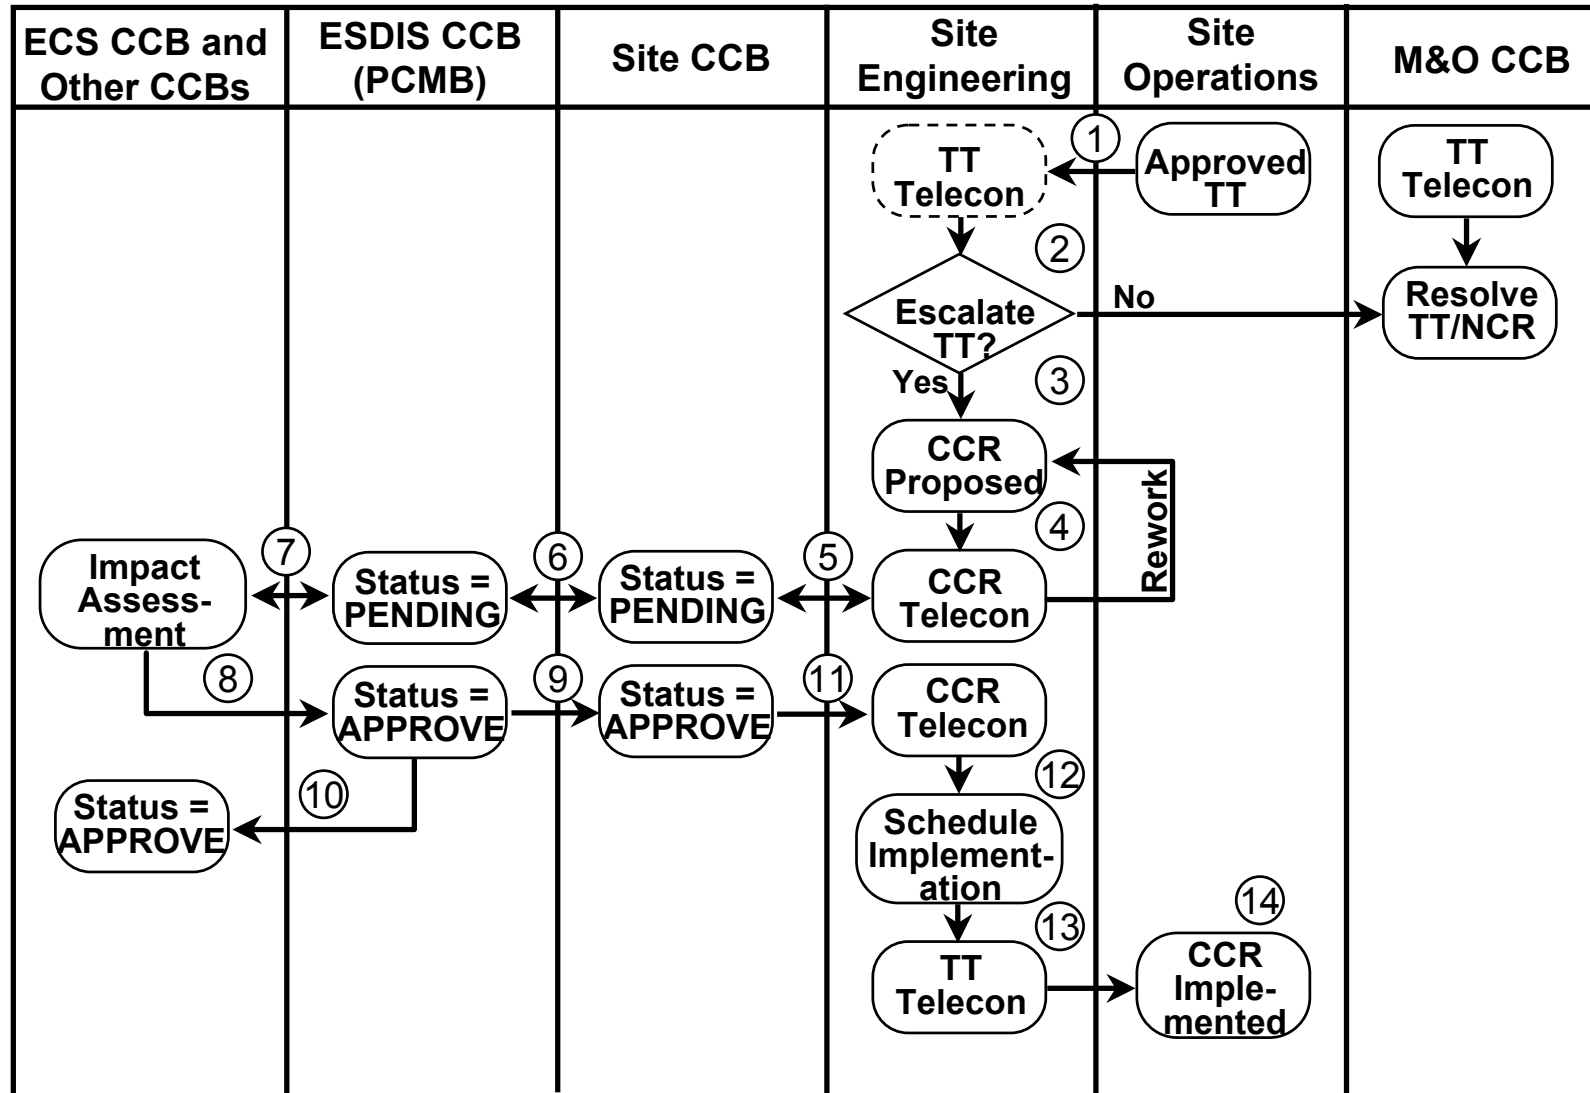 ECS CCB and
Other CCBs
ESDIS CCB
(PCMB)
Site CCB
Site
Engineering
Site
Operations
M&O CCB
TT
Telecon
1
Approved
TT
TT
Telecon
2
Escalate
TT?
No
Resolve
TT/NCR
Yes
3
CCR
Proposed
4
Rework
Impact
Assess-
ment
7
Status =
PENDING
6
Status =
PENDING
5
CCR
Telecon
8
Status =
APPROVE
9
Status =
APPROVE
11
CCR
Telecon
12
Status =
APPROVE
10
Schedule
Implement-
ation
13
14
TT
Telecon
CCR
Imple-
mented